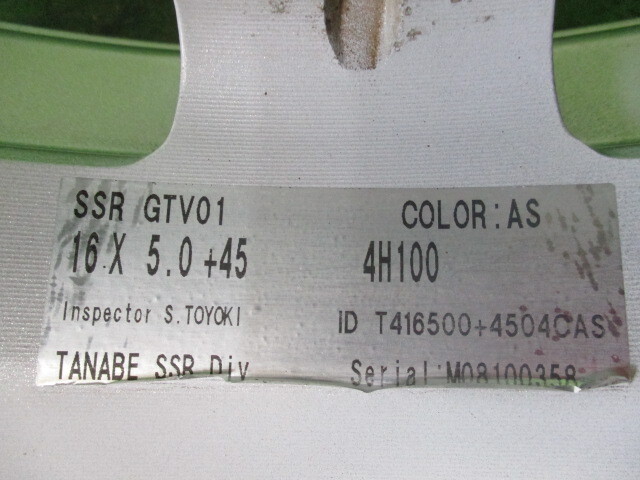 SSR GTV01 COLOR:AS
16 X 5.0 +45 4H100
Inspector S.TOYOKI ID T416500+4504CAS
TANABE SSR Div Serial:M08100358